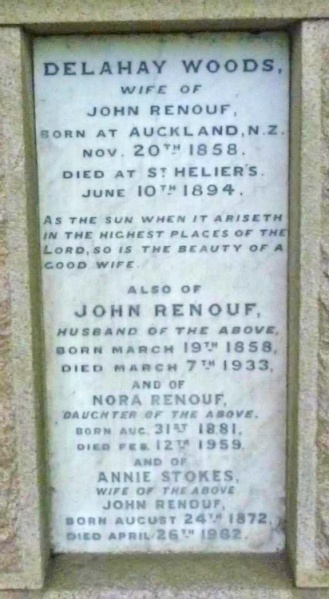 DELAHAY WOODS,
WIFE OF
JOHN RENOUF,
BORN AT AUCKLAND, N.Z.
NOV. 20TH 1858.
DIED AT ST HELIER'S.
JUNE 10TH 1894.
AS THE SUN WHEN IT ARISETH
IN THE HIGHEST PLACES OF THE
LORD, SO IS THE BEAUTY OF A
GOOD WIFE.
ALSO OF
JOHN RENOUF,
HUSBAND OF THE ABOVE,
BORN MARCH 19TH 1858,
DIED MARCH 7TH 1933,
AND OF
NORA RENOUF,
DAUGHTER OF THE ABOVE.
BORN AUG. 31ST 1881,
DIED FEB. 12TH 1959.
AND OF
ANNIE STOKES,
WIFE OF THE ABOVE
JOHN RENOUF,
BORN AUGUST 24TH 1872,
DIED APRIL 26TH 1962.